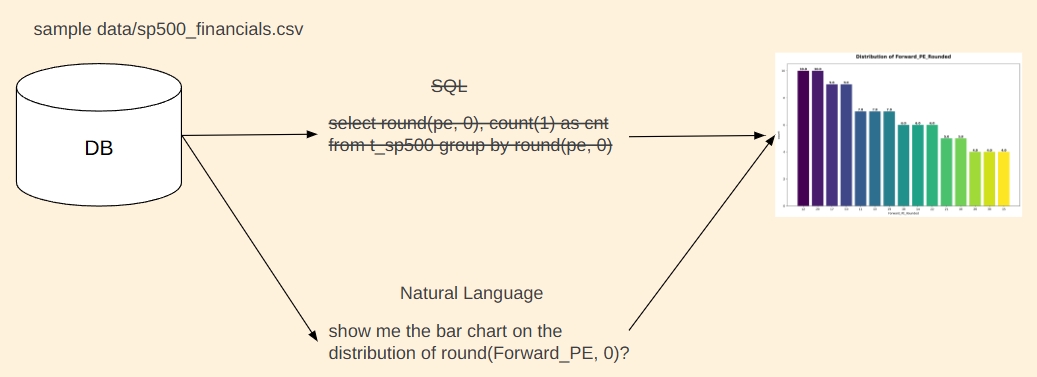 sample data/sp500_financials.csv
DB
SQL
select round(pe, 0), count(1) as cnt
from t_sp500 group by round(pe, 0)
Distribution of Forward_PE_Rounded
Forward_PE_Rounded
Natural Language
show me the bar chart on the
distribution of round(Forward_PE, 0)?